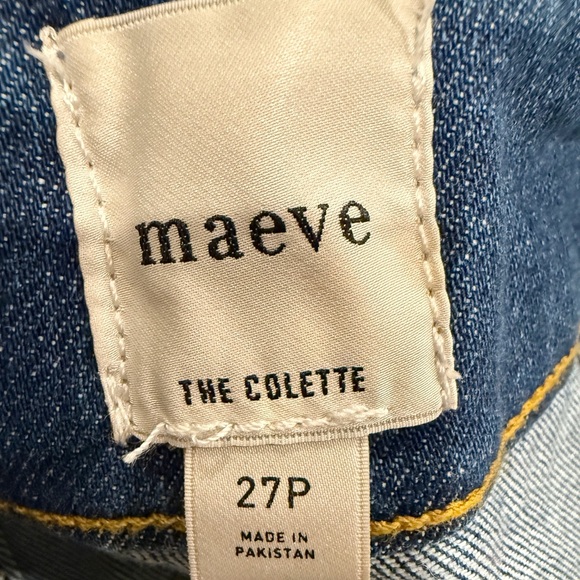 maeve
THE COLETTE
27P
MADE IN
PAKISTAN